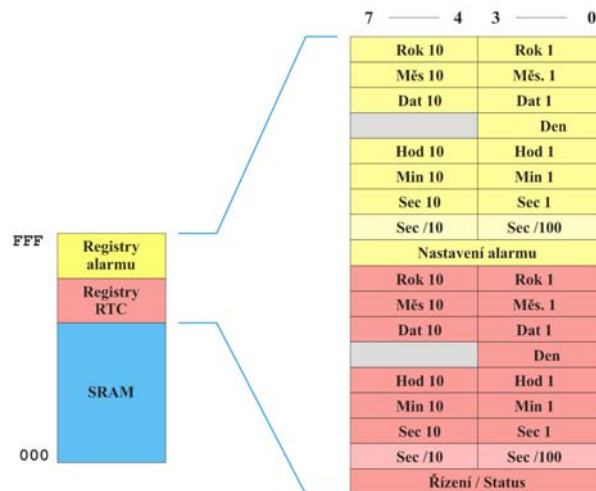 7 4 3 0
Rok 10 Rok 1
Měs 10 Měs. 1
Dat 10 Dat 1
Den
Hod 10 Hod 1
Min 10 Min 1
Sec 10 Sec 1
Sec /10 Sec /100
Nastavení alarmu
Rok 10 Rok 1
Měs 10 Měs. 1
Dat 10 Dat 1
Den
Hod 10 Hod 1
Min 10 Min 1
Sec 10 Sec 1
Sec /10 Sec /100
Řízení / Status
FFF
Registry
alarmu
Registry
RTC
SRAM
000